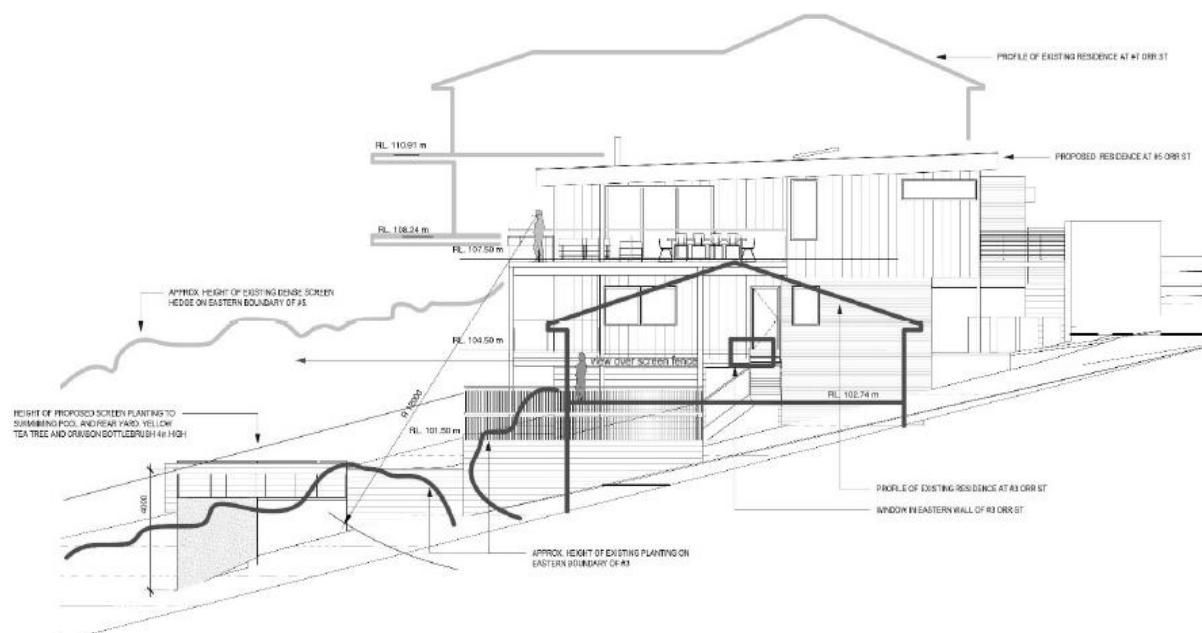 PROFILE OF EXISTING RESIDENCE AT #7 ORR ST
RL. 110.91 m
PROPOSED RESIDENCE AT #5 ORR ST
RL. 108.24 m
RL. 107.50 m
APPROX. HEIGHT OF EXISTING DENSE SCREEN
HEDGE ON EASTERN BOUNDARY OF #5.
RL. 104.50 m
view over screen fence
R 12000
RL. 102.74 m
HEIGHT OF PROPOSED SCREEN PLANTING TO
SWIMMING POOL AND REAR YARD. YELLOW
TEA TREE AND CRIMSON BOTTLEBRUSH 4m HIGH
RL. 101.50 m
4000
PROFILE OF EXISTING RESIDENCE AT #3 ORR ST
WINDOW IN EASTERN WALL OF #3 ORR ST
APPROX. HEIGHT OF EXISTING PLANTING ON
EASTERN BOUNDARY OF #3